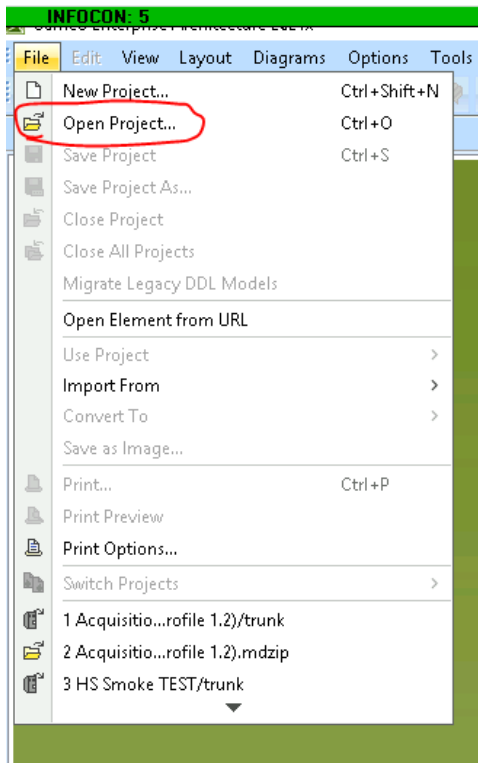 INFOCON: 5
File Edit View Layout Diagrams Options Tools
New Project... Ctrl+Shift+N
Open Project... Ctrl+O
Save Project Ctrl+S
Save Project As...
Close Project
Close All Projects
Migrate Legacy DDL Models
Open Element from URL
Use Project >
Import From >
Convert To >
Save as Image...
Print... Ctrl+P
Print Preview
Print Options...
Switch Projects >
1 Acquisitio...rofile 1.2)/trunk
2 Acquisitio...rofile 1.2).mdzip
3 HS Smoke TEST/trunk